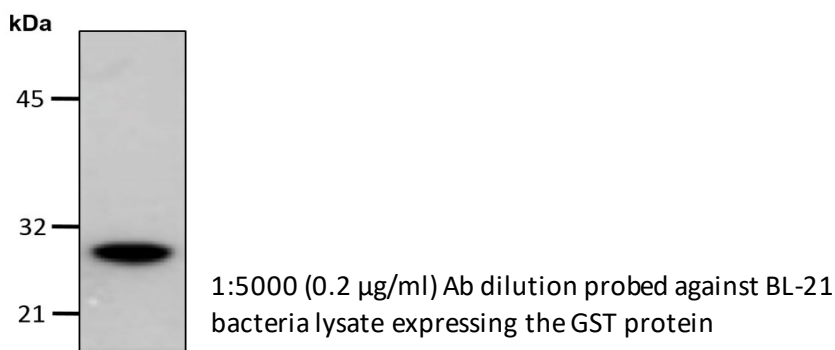 kDa
45
32
21
1:5000 (0.2 µg/ml) Ab dilution probed against BL-21
bacteria lysate expressing the GST protein